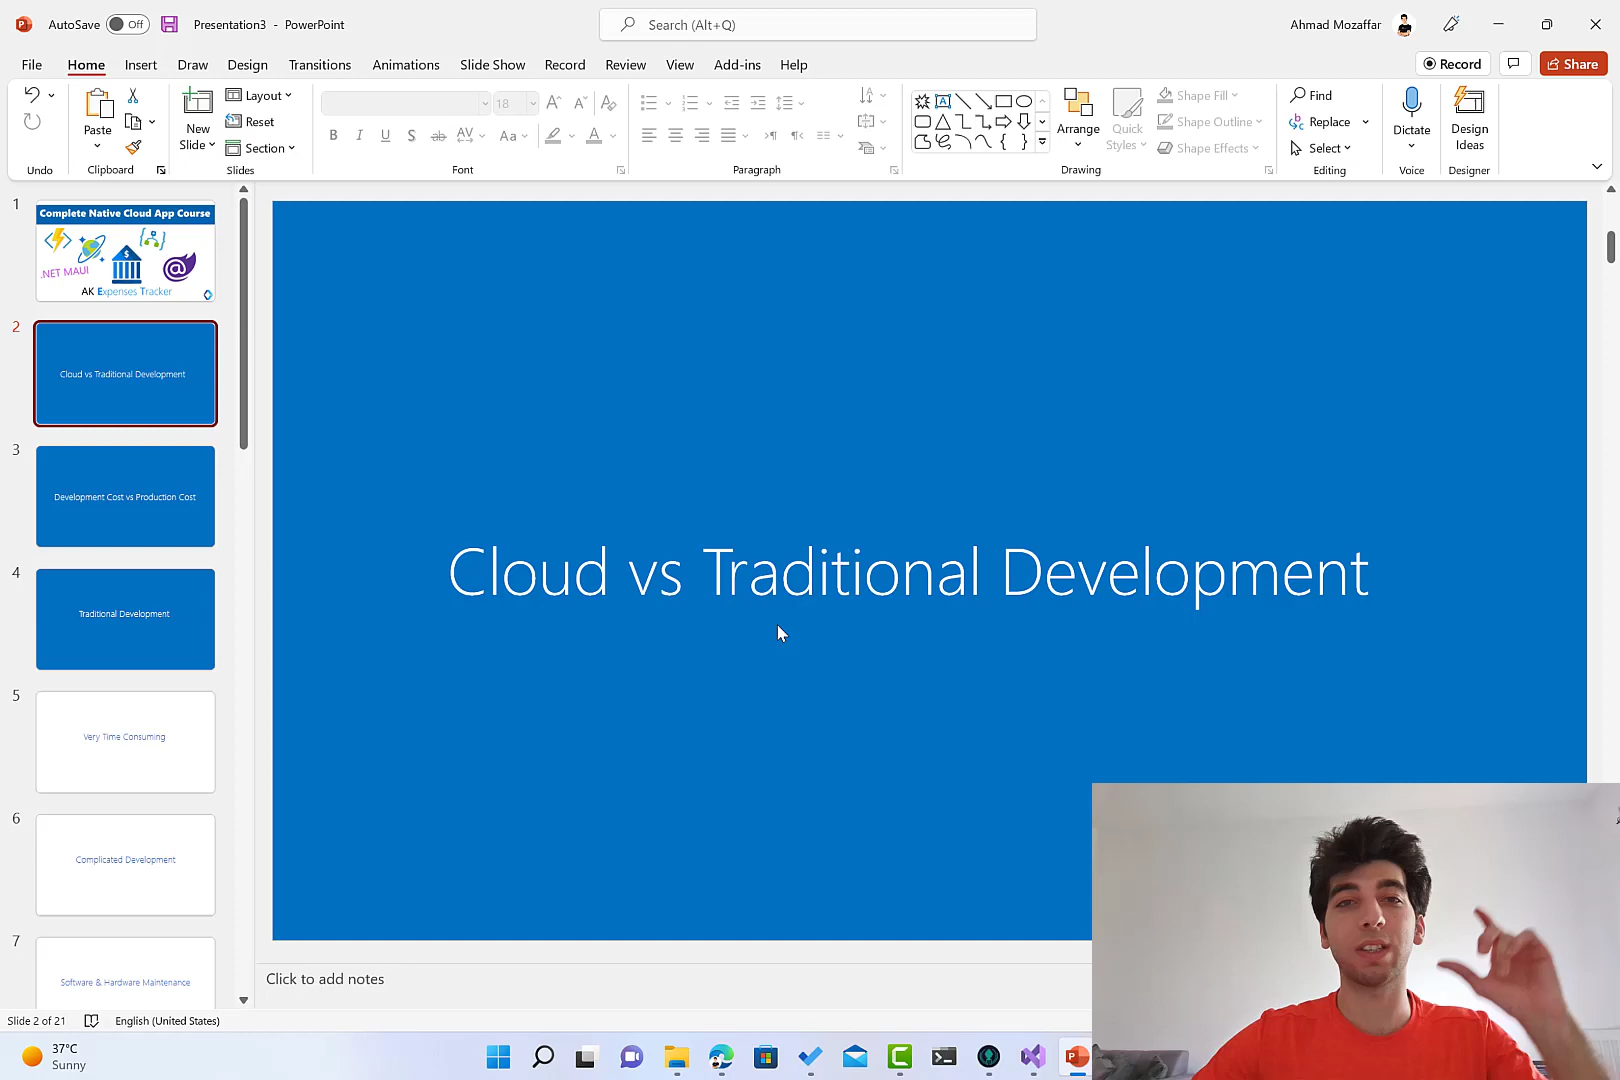 AutoSave Off Presentation3 - PowerPoint Search (Alt+Q) Ahmad Mozaffar
File Home Insert Draw Design Transitions Animations Slide Show Record Review View Add-ins Help Record Share
Paste New Slide Layout Reset Section 18 Arrange Quick Styles Shape Fill Shape Outline Shape Effects Find Replace Select Dictate Design Ideas
Undo Clipboard Slides Font Paragraph Drawing Editing Voice Designer
1
Complete Native Cloud App Course
.NET MAUI
AK Expenses Tracker
2
Cloud vs Traditional Development
3
Development Cost vs Production Cost
4
Traditional Development
5
Very Time Consuming
6
Complicated Development
7
Software & Hardware Maintenance
Cloud vs Traditional Development
Click to add notes
Slide 2 of 21 English (United States)
37°C
Sunny